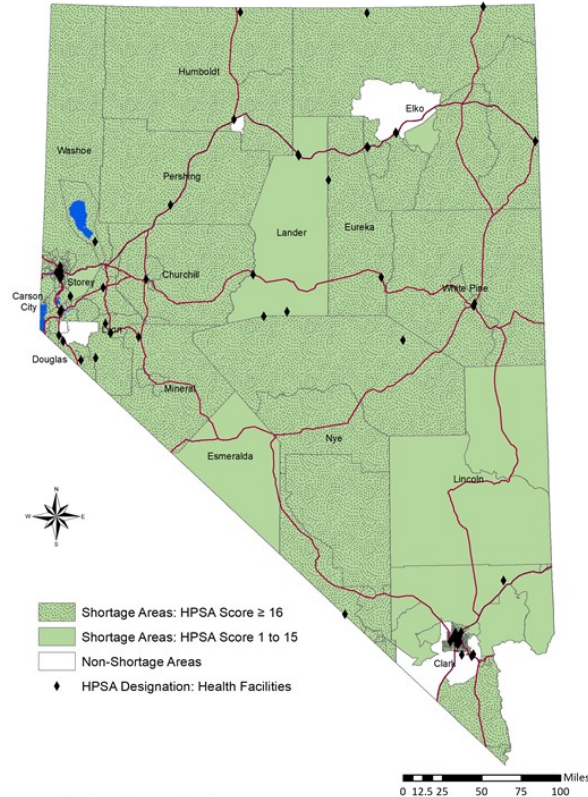 Humboldt
Elko
Washoe
Pershing
Lander
Eureka
Churchill
Storey
White Pine
Carson
City
Lyon
Douglas
Mineral
Nye
Esmeralda
Lincoln
N
W E
S
Shortage Areas: HPSA Score ≥ 16
Shortage Areas: HPSA Score 1 to 15
Non-Shortage Areas
Clark
HPSA Designation: Health Facilities
Miles
0 12.5 25 50 75 100